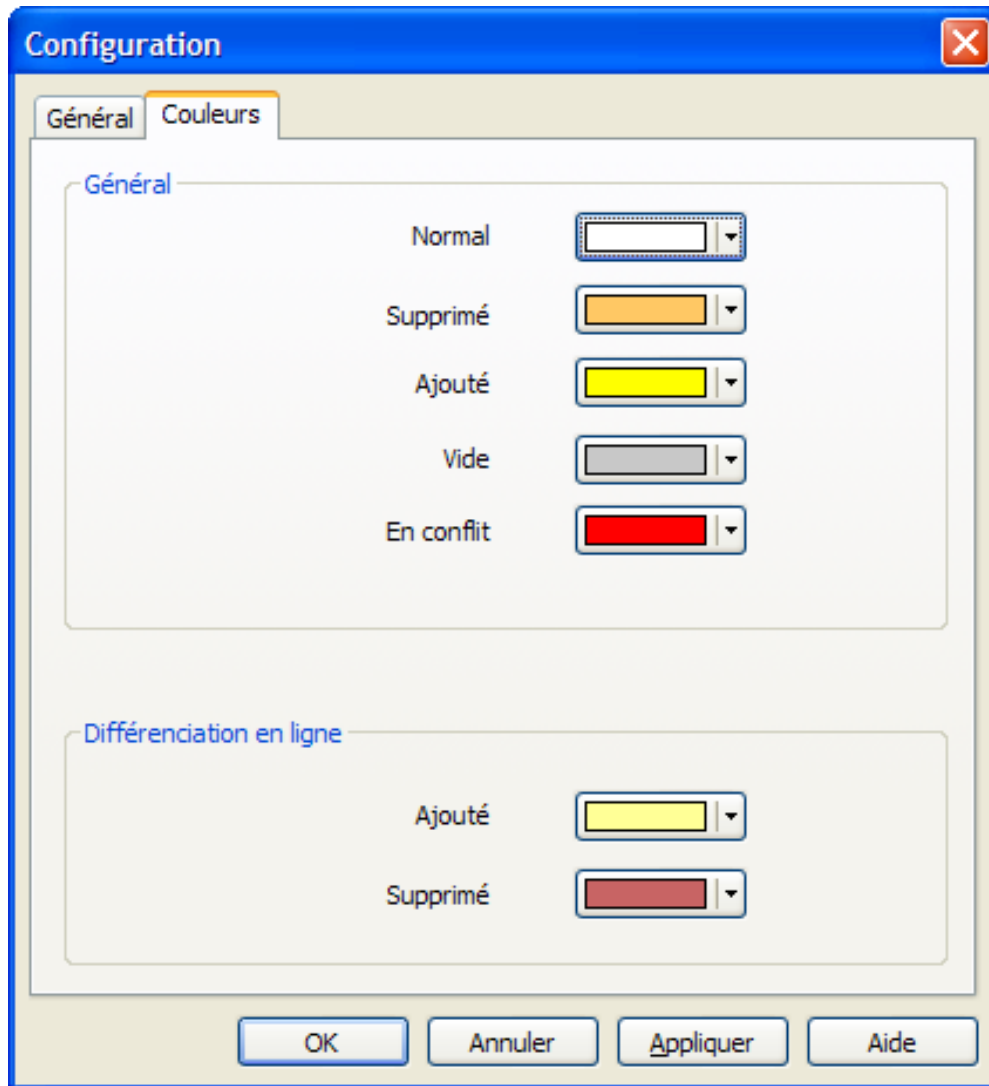 Configuration
Général Couleurs
Général
Normal
Supprimé
Ajouté
Vide
En conflit
Différenciation en ligne
Ajouté
Supprimé
OK Annuler Appliquer Aide